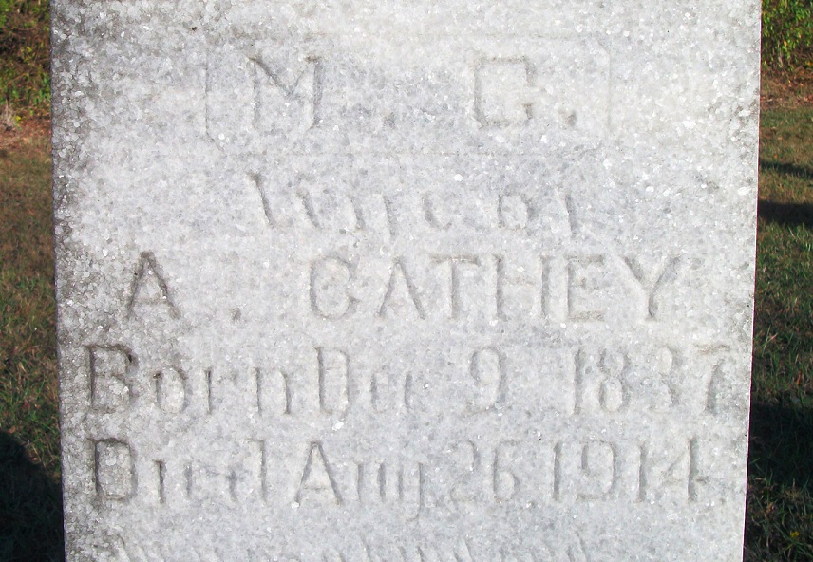 M. C.
Wife of
A. CATHEY
Born Dec 9 1837
Died Aug 26 1914.